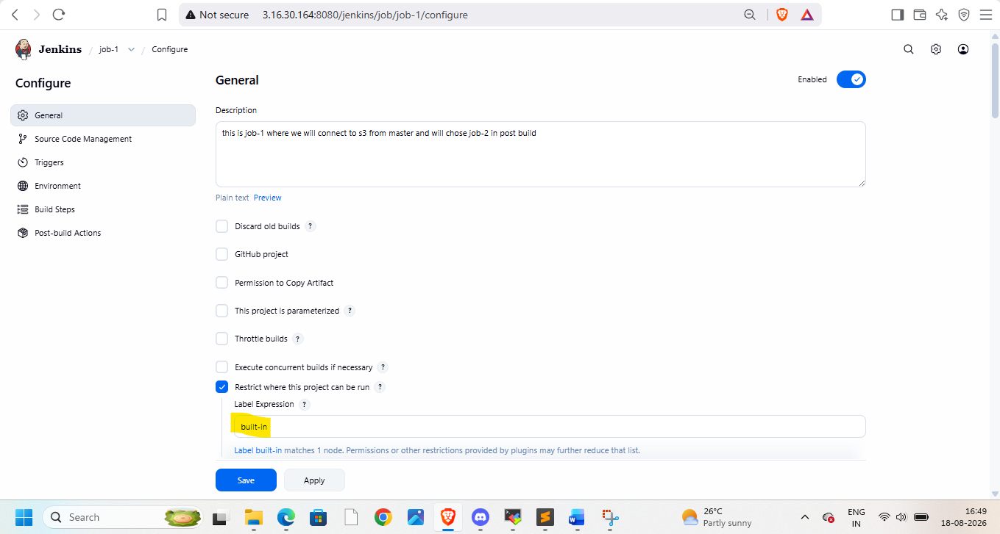 Not secure 3.16.30.164:8080/jenkins/job/job-1/configure
Jenkins / job-1 / Configure
Configure
General
Source Code Management
Triggers
Environment
Build Steps
Post-build Actions
General
Enabled
Description
this is job-1 where we will connect to s3 from master and will chose job-2 in post build
Plain text Preview
Discard old builds ?
GitHub project
Permission to Copy Artifact
This project is parameterized ?
Throttle builds ?
Execute concurrent builds if necessary ?
Restrict where this project can be run ?
Label Expression ?
built-in
Label built-in matches 1 node. Permissions or other restrictions provided by plugins may further reduce that list.
Save Apply
Search
26°C
Partly sunny
ENG
IN
16:49
18-08-2026